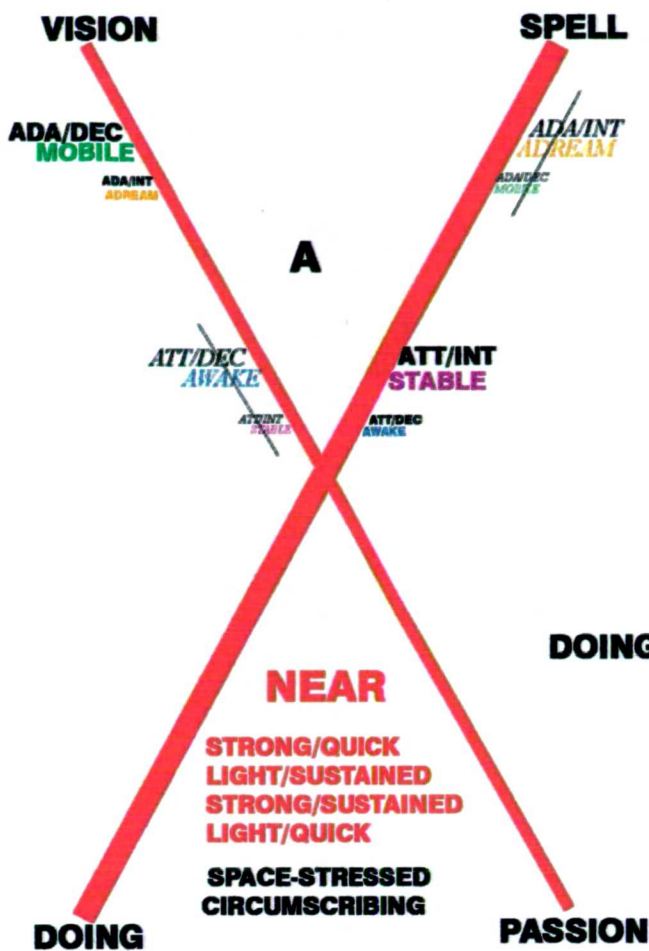 VISION
SPELL
ADA/DEC
MOBILE
ADA/INT
ADREAM
ADA/INT
ADREAM
ADA/DEC
MOBILE
A
ATT/DEC
AWAKE
ATT/INT
STABLE
ATT/INT
STABLE
ATT/DEC
AWAKE
DOING
NEAR
STRONG/QUICK
LIGHT/SUSTAINED
STRONG/SUSTAINED
LIGHT/QUICK
SPACE-STRESSED
CIRCUMSCRIBING
DOING
PASSION